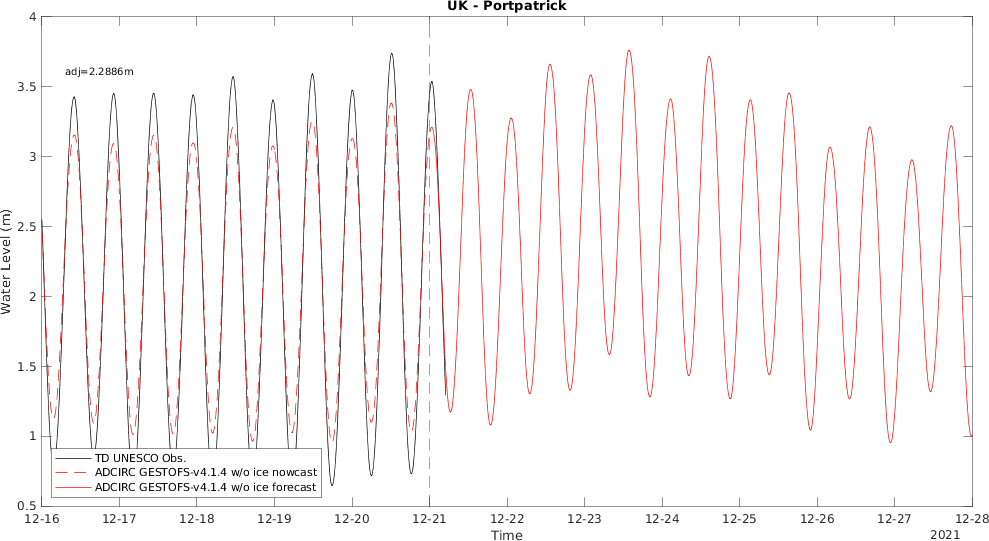 UK - Portpatrick
4
adj=2.2886m
3.5
3
2.5
Water Level (m)
2
1.5
1
TD UNESCO Obs.
ADCIRC GESTOFS-v4.1.4 w/o ice nowcast
ADCIRC GESTOFS-v4.1.4 w/o ice forecast
0.5
12-16 12-17 12-18 12-19 12-20 12-21 12-22 12-23 12-24 12-25 12-26 12-27 12-28
Time 2021